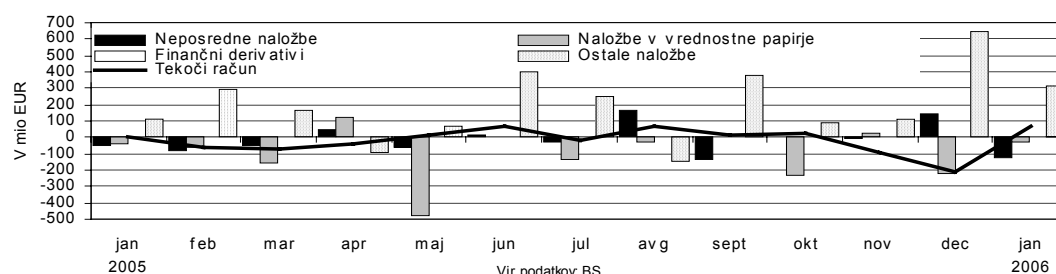 V mio EUR
700
600
500
400
300
200
100
0
-100
-200
-300
-400
-500
Neposredne naložbe
Naložbe v vrednostne papirje
Finančni derivativi
Ostale naložbe
Tekoči račun
jan feb mar apr maj jun jul avg sept okt nov dec jan
2005 2006
Vir podatkov: BS